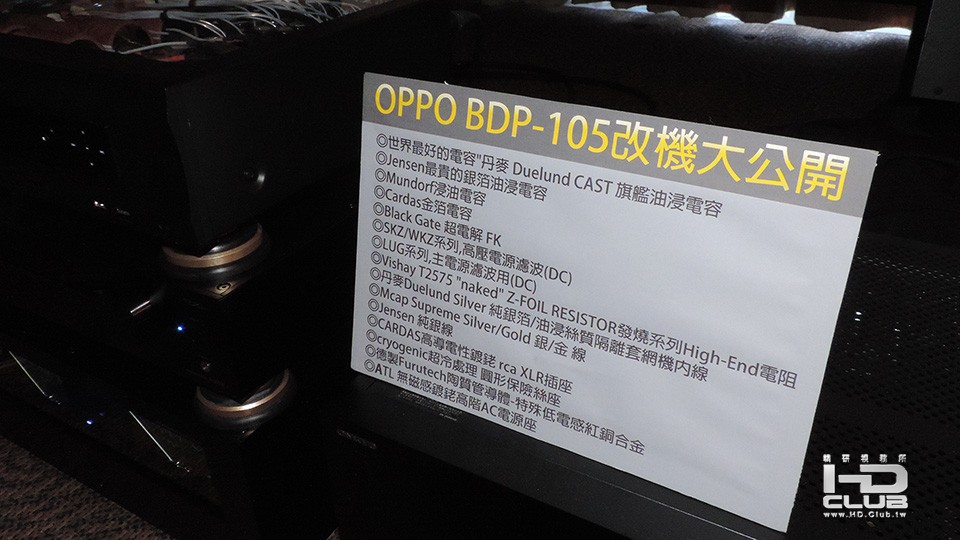 OPPO BDP-105改機大公開
◎世界最好的電容"丹麥 Duelund CAST 旗艦油浸電容
◎Jensen最貴的銀箔油浸電容
◎Mundorf浸油電容
◎Cardas金箔電容
◎Black Gate 超電解 FK
◎SKZ/WKZ系列,高壓電源濾波(DC)
◎LUG系列,主電源濾波用(DC)
◎Vishay T2575 "naked" Z-FOIL RESISTOR發燒系列High-End電阻
◎丹麥Duelund Silver 純銀箔/油浸絲質隔離套網機內線
◎Mcap Supreme Silver/Gold 銀/金 線
◎Jensen 純銀線
◎CARDAS高導電性鍍銠 rca XLR插座
◎cryogenic超冷處理 圓形保險絲座
◎德製Furutech陶質管導體-特殊低電感紅銅合金
◎ATL 無磁感鍍銠高階AC電源座
精研視務所
HD
CLUB
www.HD.Club.tw